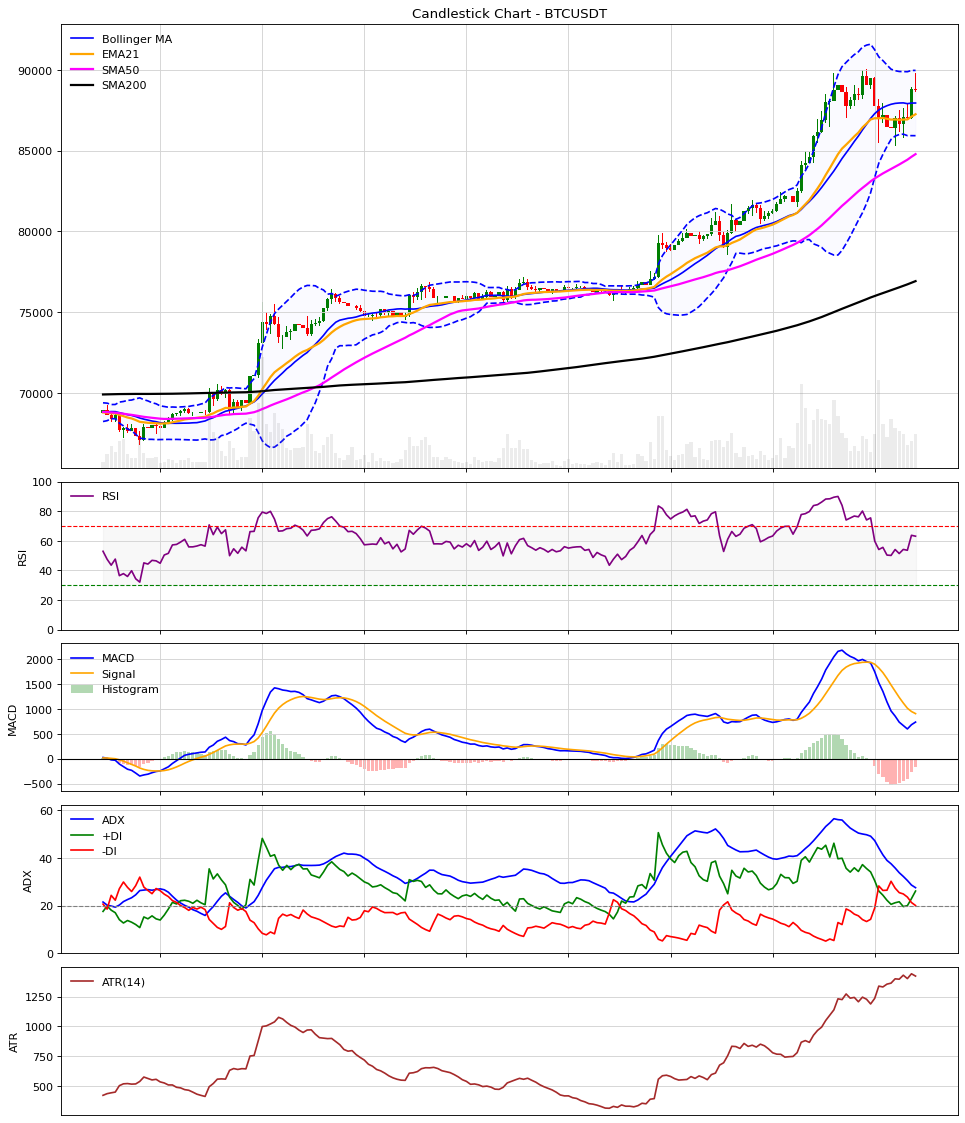 Candlestick Chart - BTCUSDT
Bollinger MA
EMA21
SMA50
SMA200
90000
85000
80000
75000
70000
RSI
100
80
60
40
20
0
RSI
MACD
Signal
Histogram
2000
1500
1000
500
0
−500
MACD
ADX
+DI
-DI
60
40
20
0
ADX
ATR(14)
1250
1000
750
500
ATR